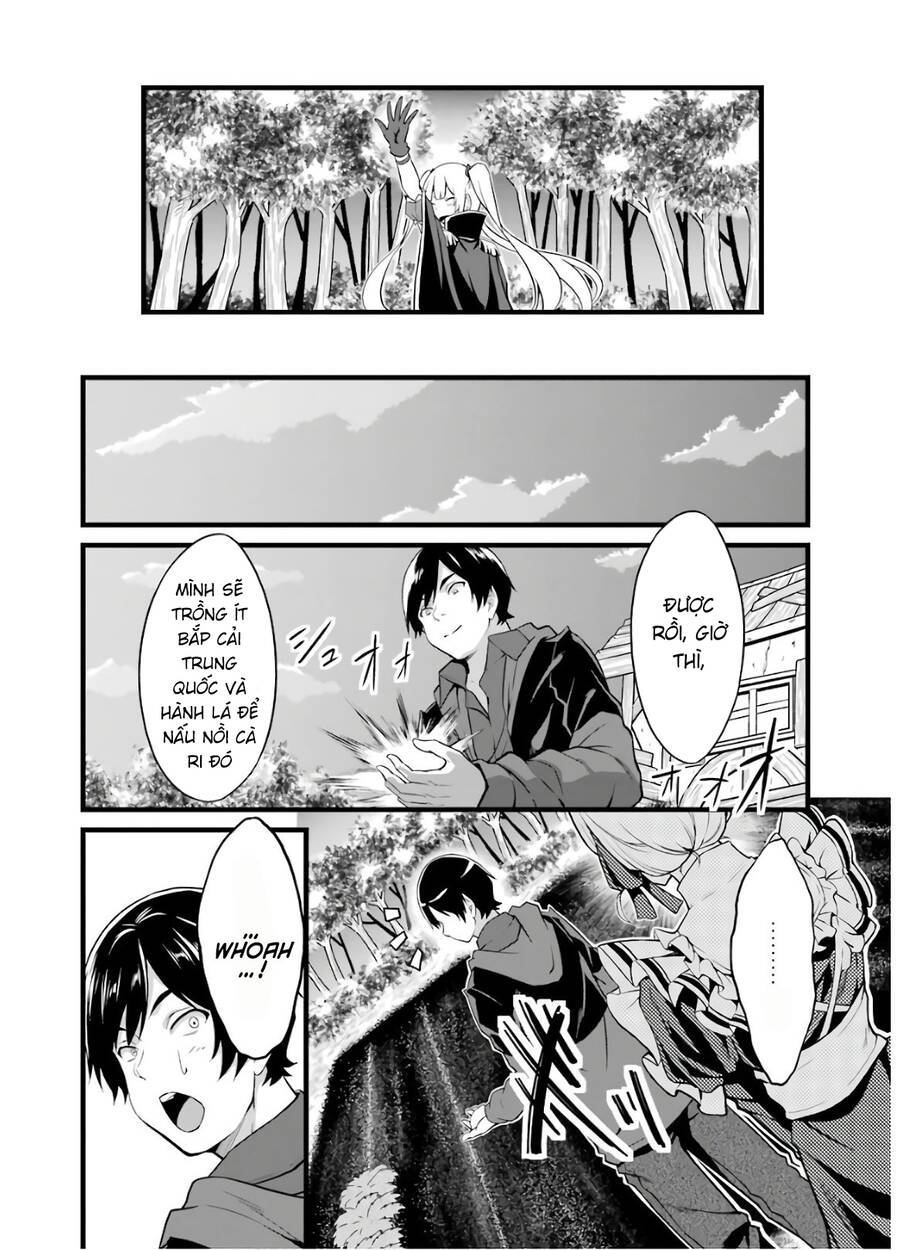 ĐƯỢC
RỒI, GIỜ
THÌ,
MÌNH SẼ
TRỒNG ÍT
BẮP CẢI
TRUNG
QUỐC VÀ
HÀNH LÁ ĐỂ
NẤU NỒI CÀ
RI ĐÓ
シュオオ
.........
...
WHOAH
...!